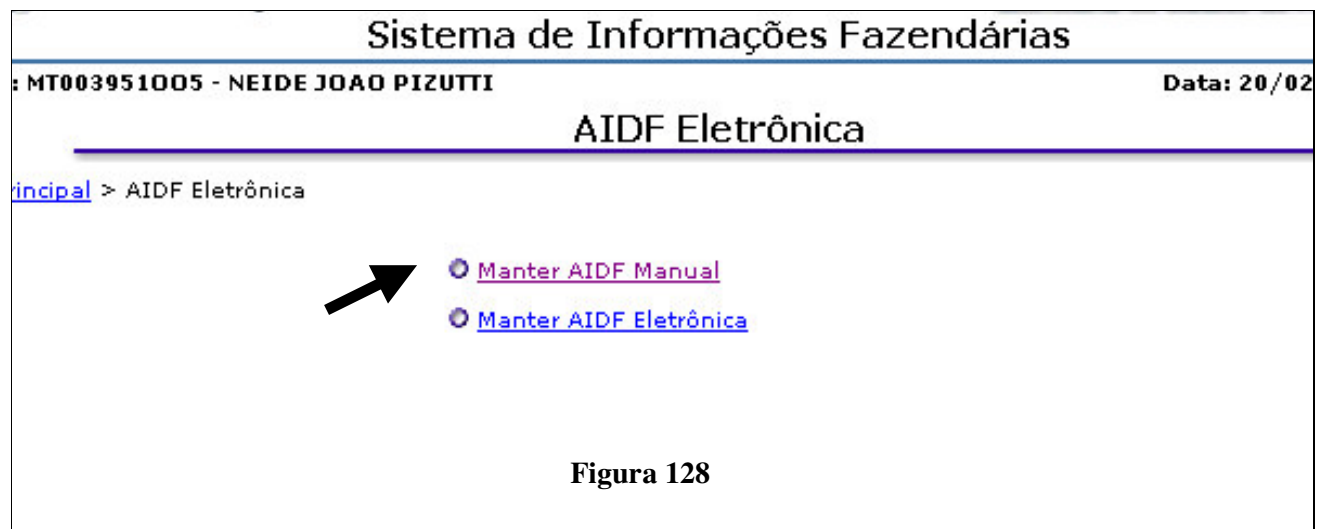 Sistema de Informações Fazendárias
: MT003951OO5 - NEIDE JOAO PIZUTTI Data: 20/02
AIDF Eletrônica
rincipal > AIDF Eletrônica
Manter AIDF Manual
Manter AIDF Eletrônica
Figura 128